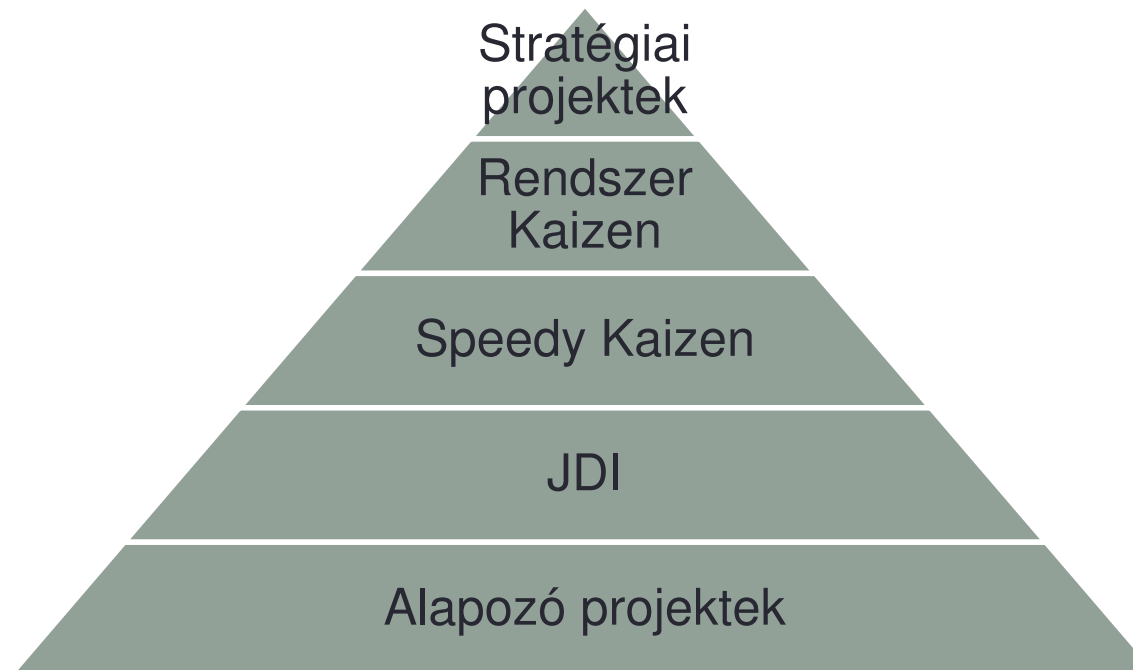 Stratégiai
projektek
Rendszer
Kaizen
Speedy Kaizen
JDI
Alapozó projektek